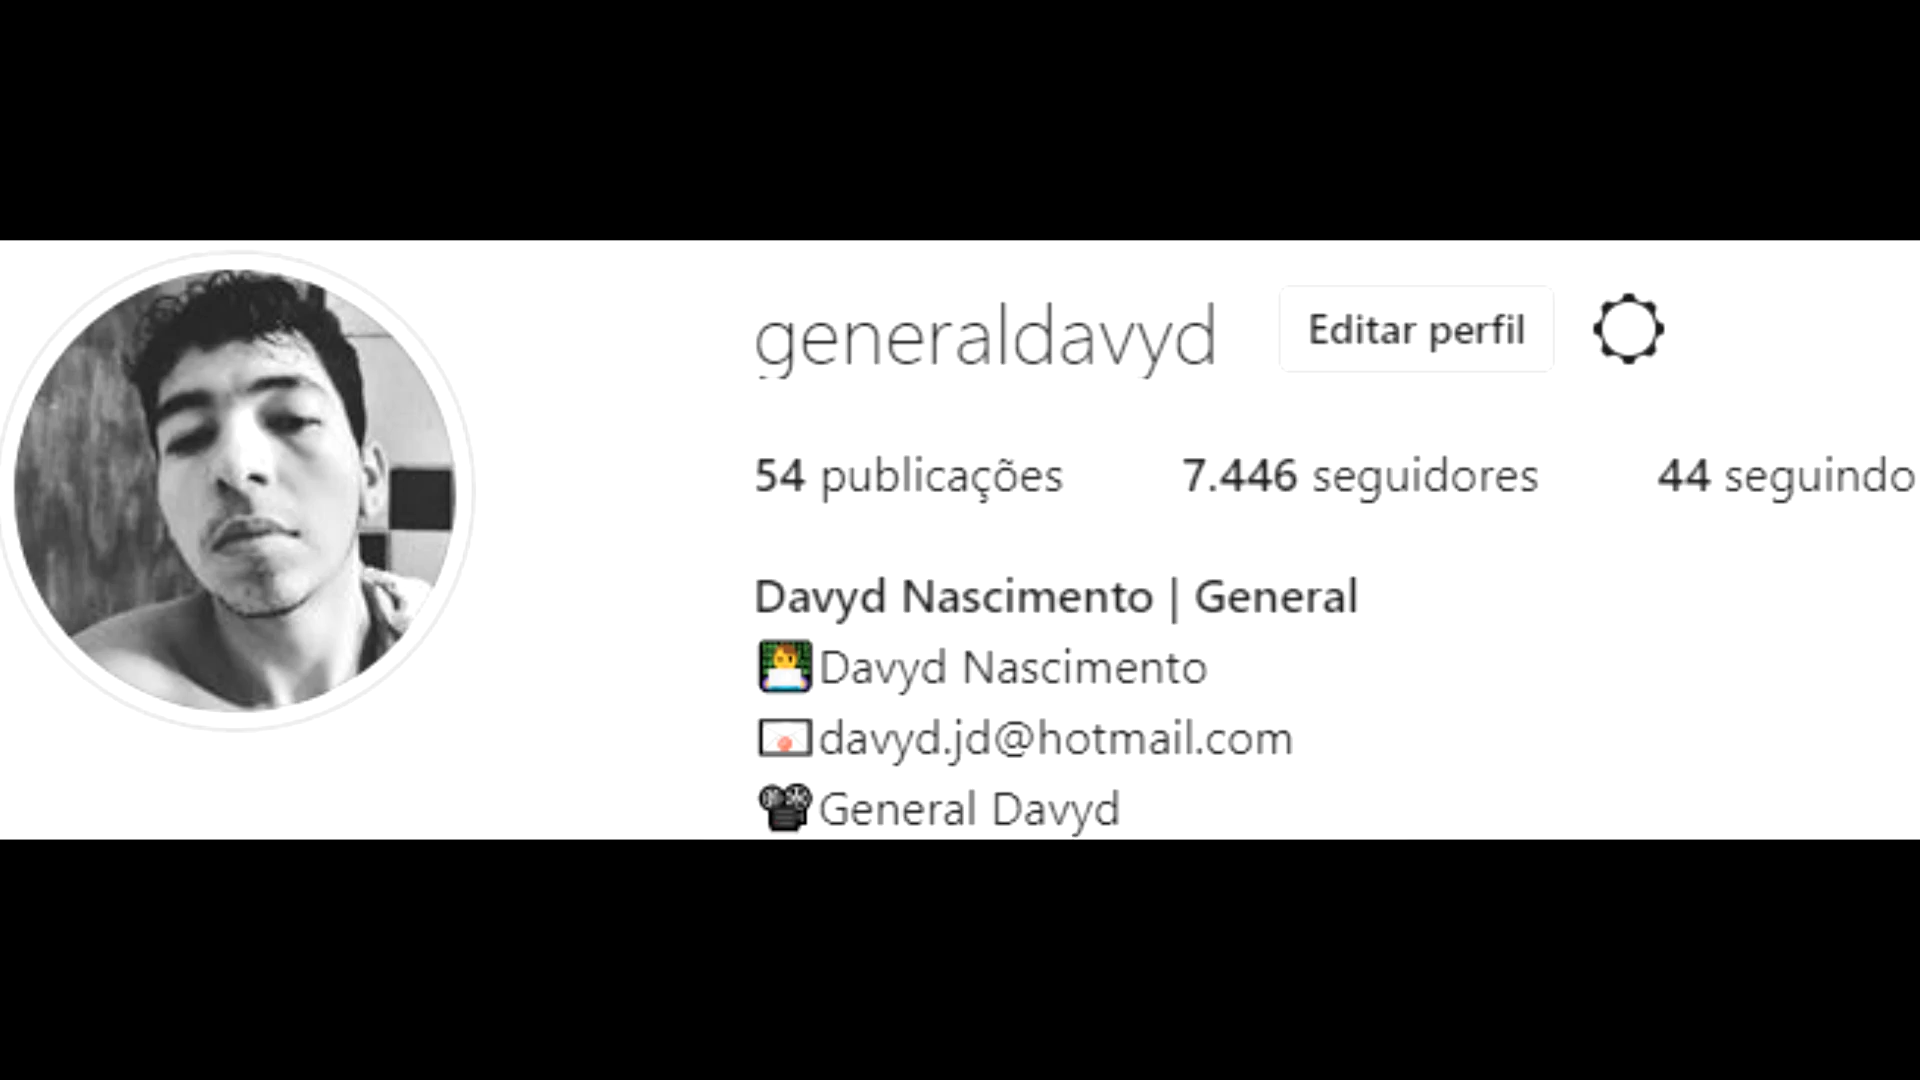 generaldavyd Editar perfil
54 publicações 7.446 seguidores 44 seguindo
Davyd Nascimento | General
Davyd Nascimento
davyd.jd@hotmail.com
General Davyd